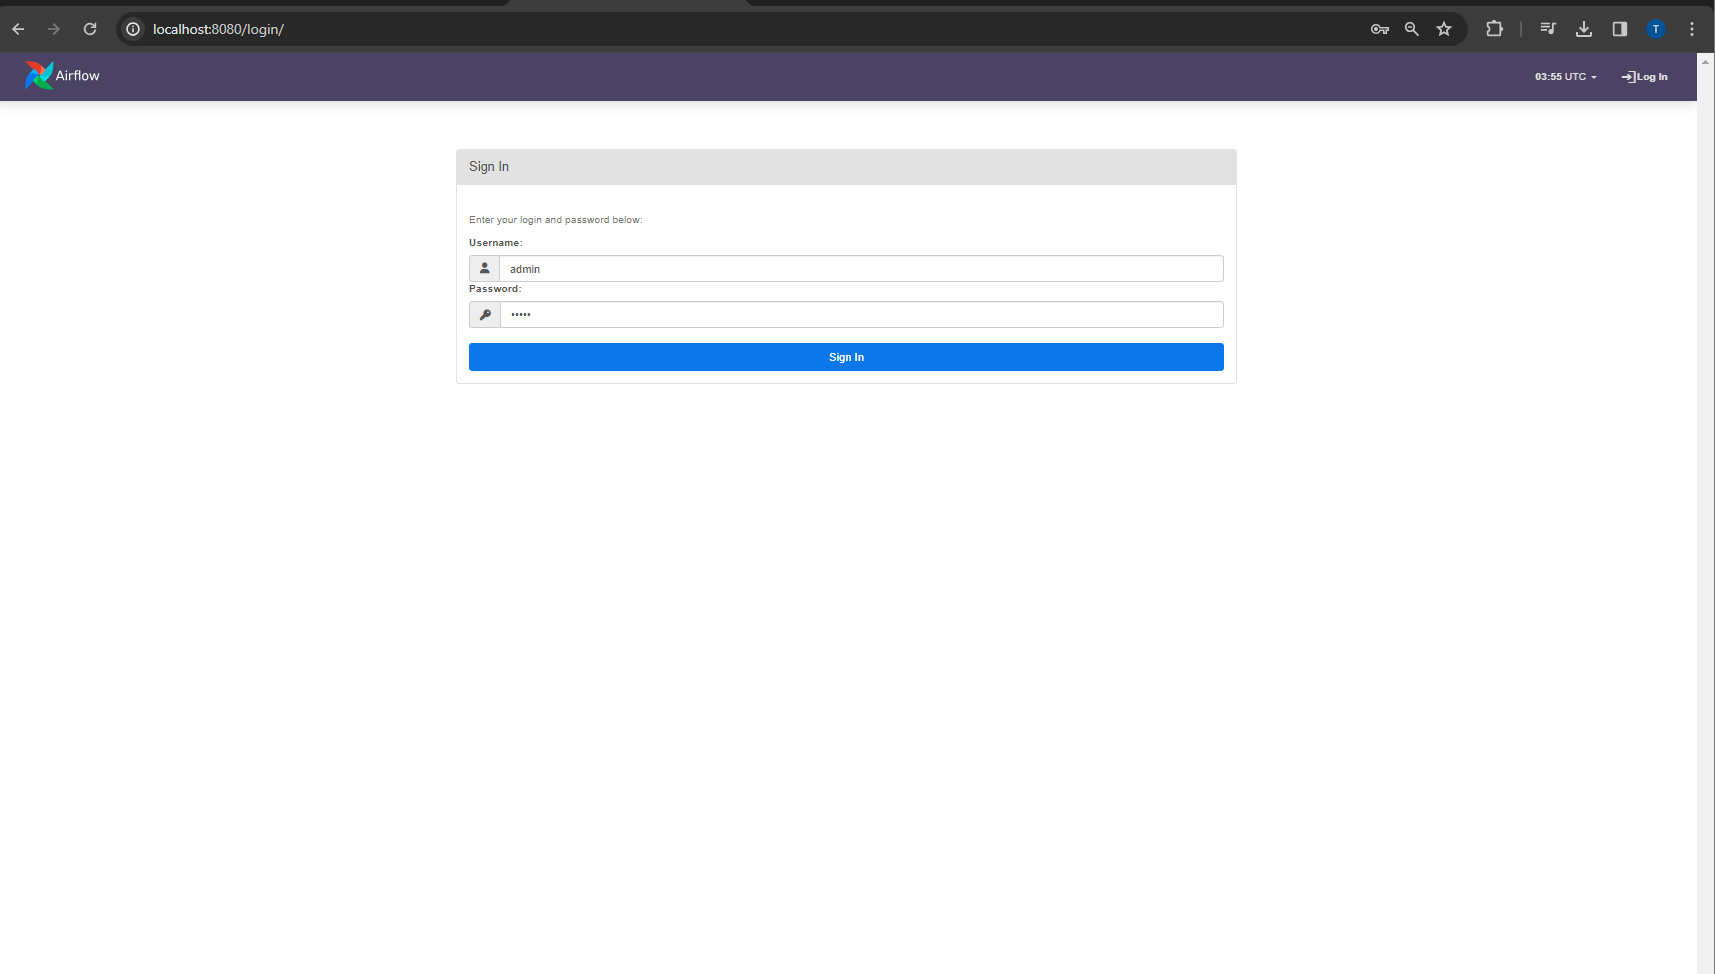 localhost:8080/login/
T
Airflow
03:55 UTC
Log In
Sign In
Enter your login and password below:
Username:
admin
Password:
•••••
Sign In